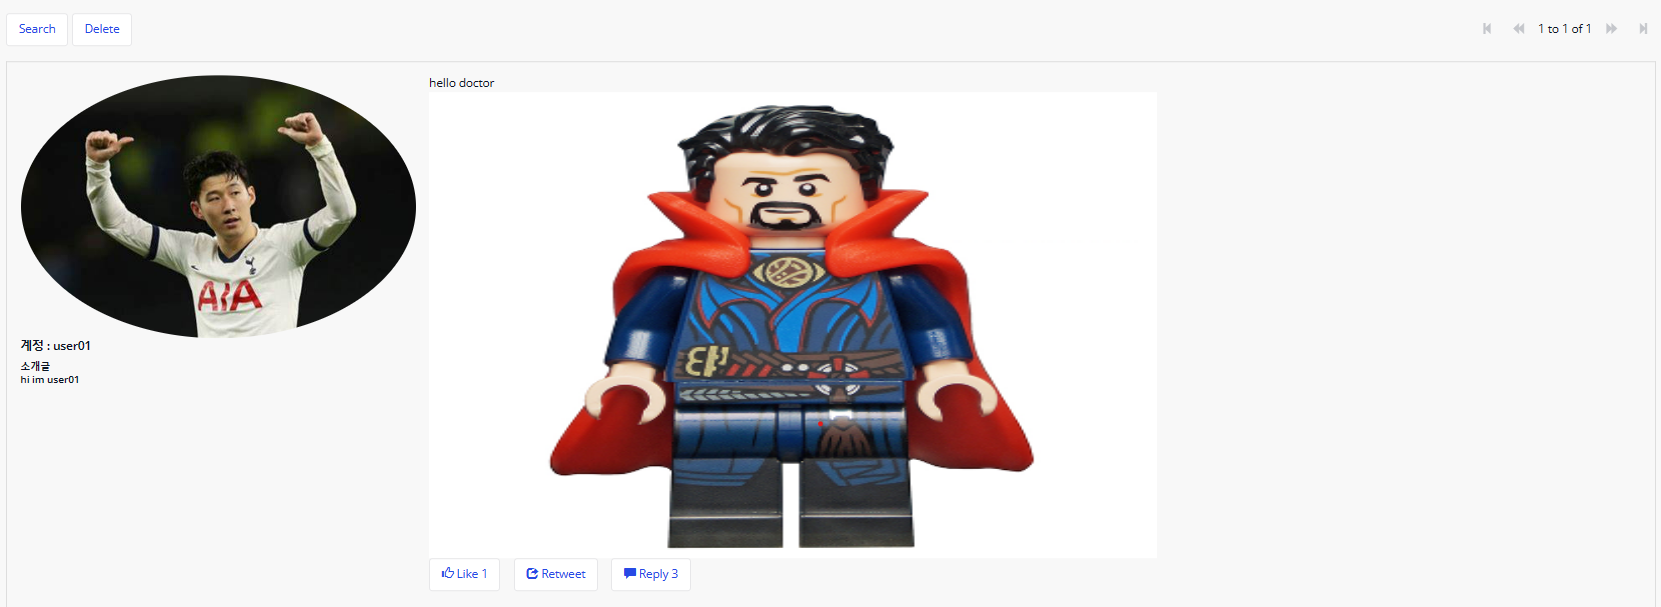 Search Delete 1 to 1 of 1
hello doctor
AIA
계정 : user01
소개글
hi im user01
Like 1 Retweet Reply 3